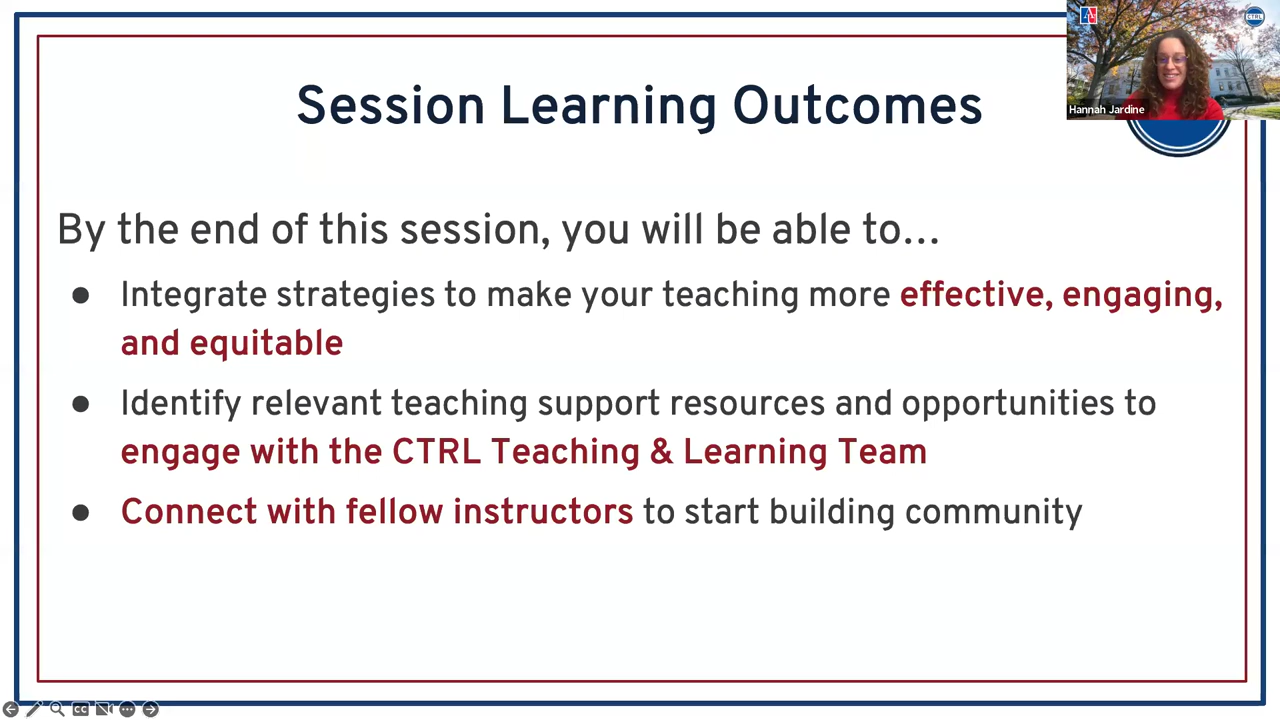 Session Learning Outcomes
CTRL
Hannah Jardine
By the end of this session, you will be able to...
● Integrate strategies to make your teaching more effective, engaging,
and equitable
● Identify relevant teaching support resources and opportunities to
engage with the CTRL Teaching & Learning Team
● Connect with fellow instructors to start building community
CC